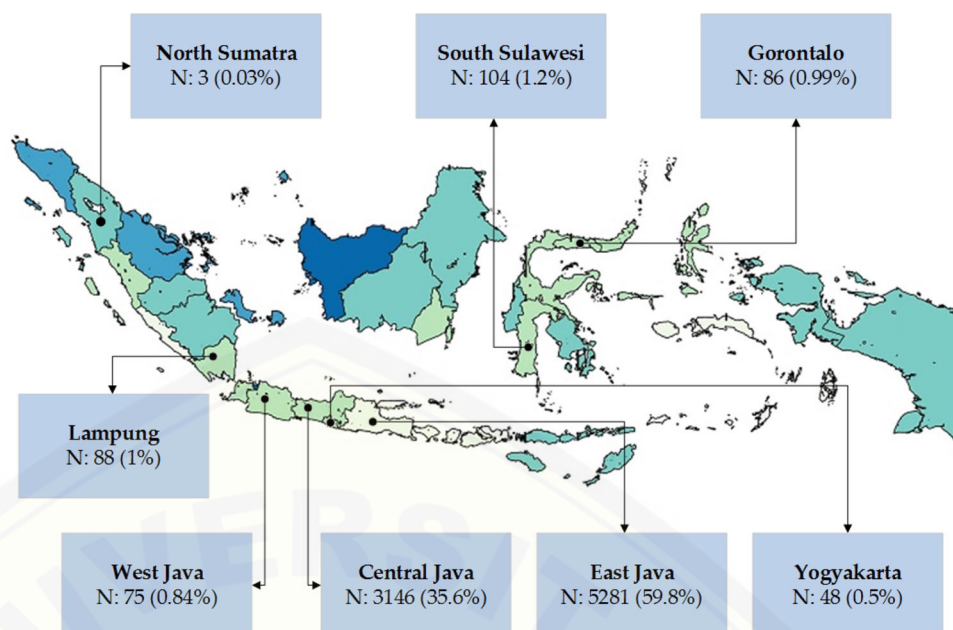 North Sumatra
N: 3 (0.03%)
South Sulawesi
N: 104 (1.2%)
Gorontalo
N: 86 (0.99%)
Lampung
N: 88 (1%)
West Java
N: 75 (0.84%)
Central Java
N: 3146 (35.6%)
East Java
N: 5281 (59.8%)
Yogyakarta
N: 48 (0.5%)